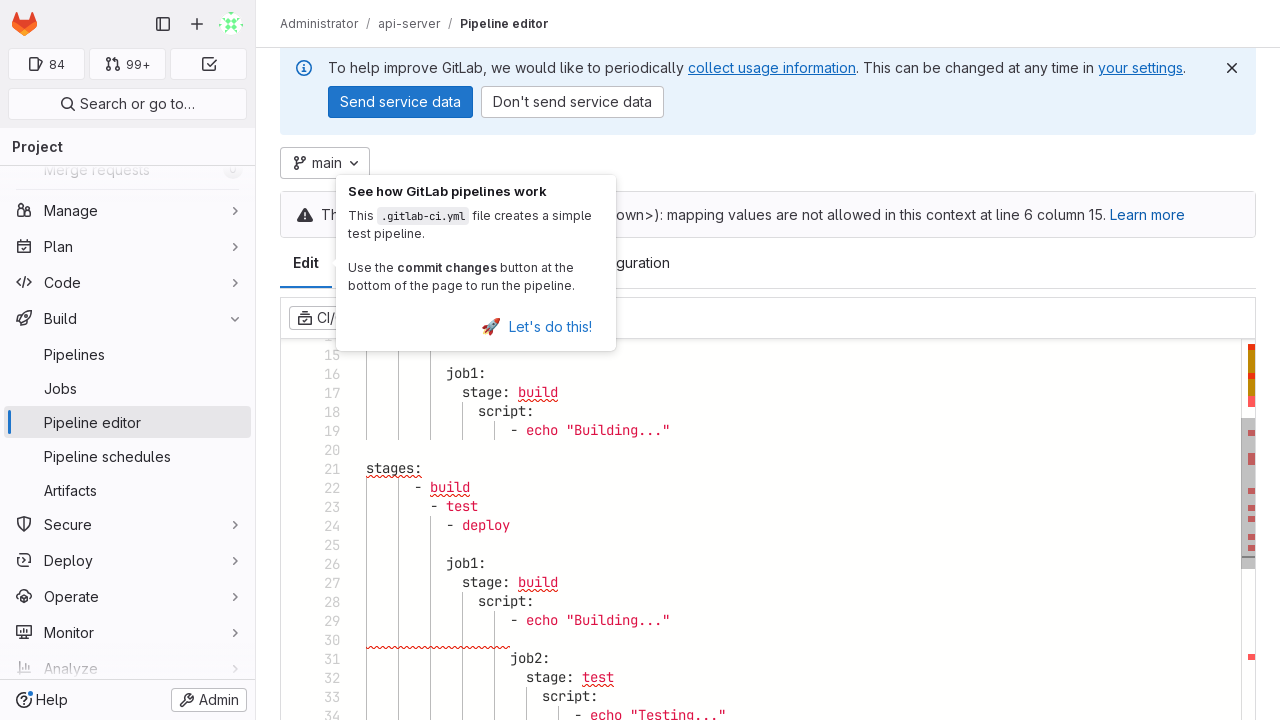 Administrator / api-server / Pipeline editor
84
99+
Search or go to…
Project
Merge requests
Manage
Plan
Code
Build
Pipelines
Jobs
Pipeline editor
Pipeline schedules
Artifacts
Secure
Deploy
Operate
Monitor
Analyze
Help
Admin
To help improve GitLab, we would like to periodically collect usage information. This can be changed at any time in your settings.
Send service data
Don't send service data
main
own>): mapping values are not allowed in this context at line 6 column 15. Learn more
See how GitLab pipelines work
This .gitlab-ci.yml file creates a simple
test pipeline.
Use the commit changes button at the
bottom of the page to run the pipeline.
🚀 Let's do this!
Edit
guration
CI/
15
16 job1:
17 stage: build
18 script:
19 - echo "Building..."
20
21 stages:
22 - build
23 - test
24 - deploy
25
26 job1:
27 stage: build
28 script:
29 - echo "Building..."
30
31 job2:
32 stage: test
33 script:
34 - echo "Testing..."